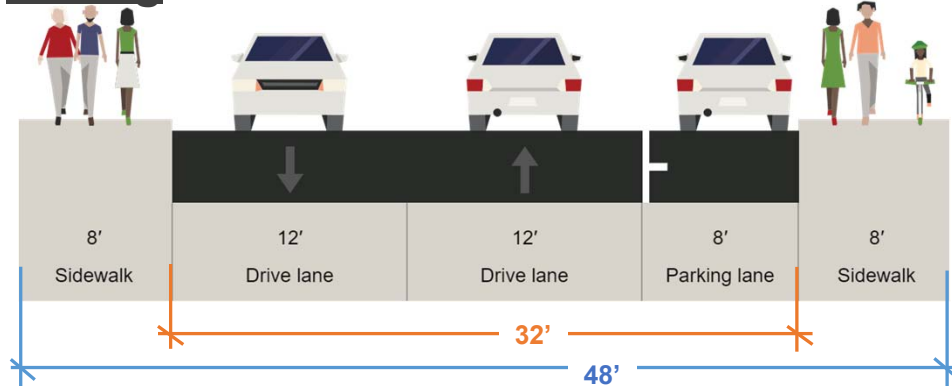 8′ 12′ 12′ 8′ 8′
Sidewalk Drive lane Drive lane Parking lane Sidewalk
32’
48’